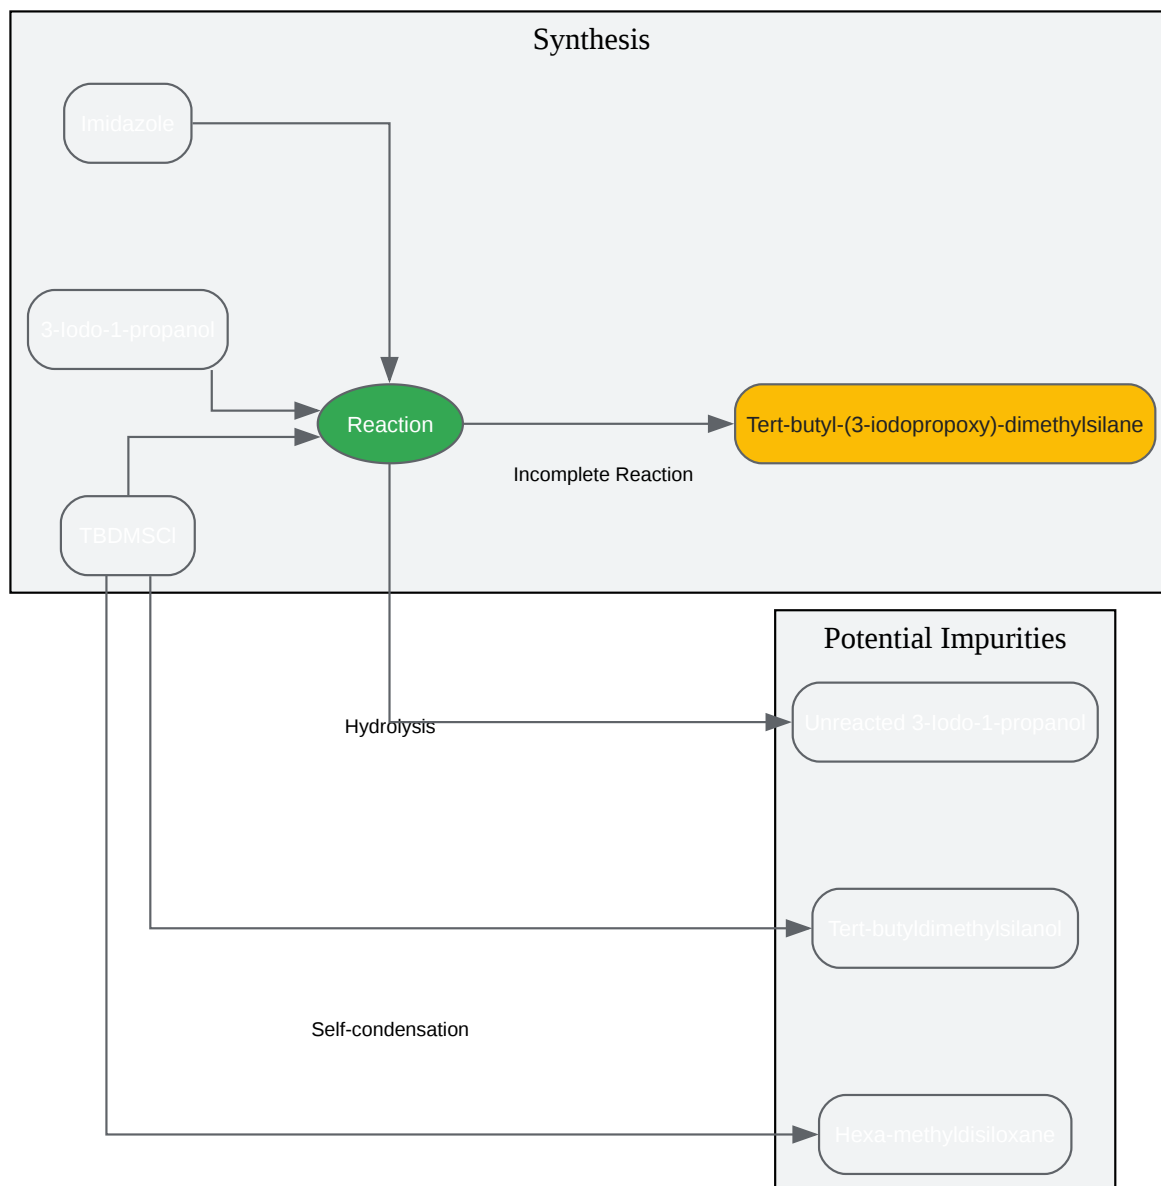 Synthesis
Imidazole
3-Iodo-1-propanol
Reaction
Tert-butyl-(3-iodopropoxy)-dimethylsilane
Incomplete Reaction
TBDMSCl
Potential Impurities
Unreacted 3-Iodo-1-propanol
Hydrolysis
Tert-butyldimethylsilanol
Self-condensation
Hexa-methyldisiloxane